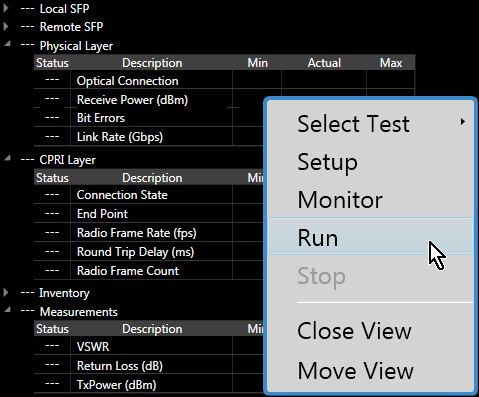 --- Local SFP
--- Remote SFP
--- Physical Layer
Status Description Min Actual Max
--- Optical Connection
--- Receive Power (dBm)
--- Bit Errors
--- Link Rate (Gbps)
--- CPRI Layer
Status Description
--- Connection State
--- End Point
--- Radio Frame Rate (fps)
--- Round Trip Delay (ms)
--- Radio Frame Count
--- Inventory
--- Measurements
Status Description
--- VSWR
--- Return Loss (dB)
--- TxPower (dBm)
Select Test
Setup
Monitor
Run
Stop
Close View
Move View